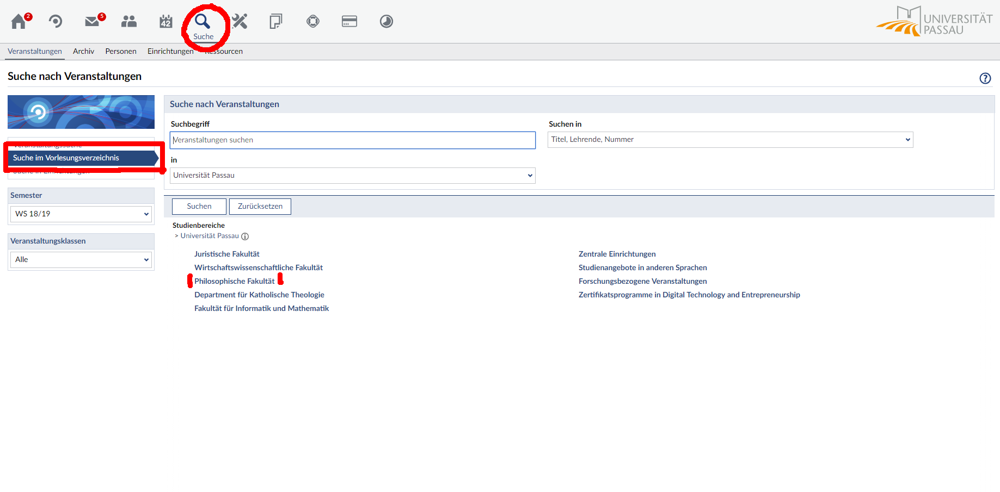 2
5
42
Suche
UNIVERSITÄT
PASSAU
Veranstaltungen Archiv Personen Einrichtungen Ressourcen
Suche nach Veranstaltungen
?
Veranstaltungssuche
Suche im Vorlesungsverzeichnis
Suche in Einrichtungen
Semester
WS 18/19
Veranstaltungsklassen
Alle
Suche nach Veranstaltungen
Suchbegriff
Veranstaltungen suchen
Suchen in
Titel, Lehrende, Nummer
in
Universität Passau
Suchen Zurücksetzen
Studienbereiche
> Universität Passau
Juristische Fakultät
Wirtschaftswissenschaftliche Fakultät
Philosophische Fakultät
Department für Katholische Theologie
Fakultät für Informatik und Mathematik
Zentrale Einrichtungen
Studienangebote in anderen Sprachen
Forschungsbezogene Veranstaltungen
Zertifikatsprogramme in Digital Technology and Entrepreneurship